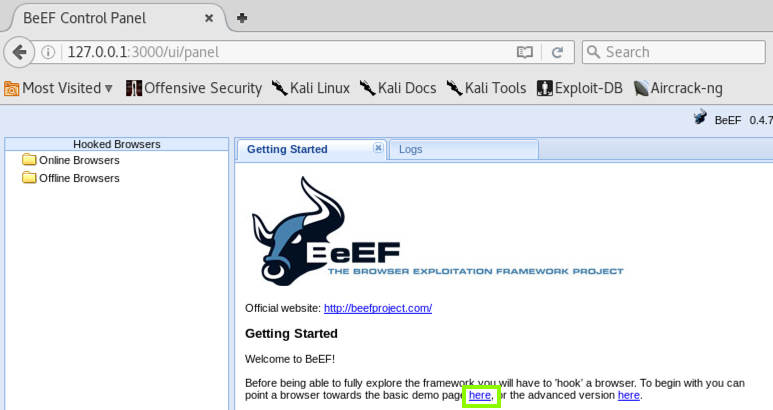 BeEF Control Panel
127.0.0.1:3000/ui/panel
Search
Most Visited
Offensive Security
Kali Linux
Kali Docs
Kali Tools
Exploit-DB
Aircrack-ng
BeEF 0.4.7
Hooked Browsers
Getting Started
Logs
Online Browsers
Offline Browsers
BeEF
THE BROWSER EXPLOITATION FRAMEWORK PROJECT
Official website: http://beefproject.com/
Getting Started
Welcome to BeEF!
Before being able to fully explore the framework you will have to 'hook' a browser. To begin with you can
point a browser towards the basic demo page here, or the advanced version here.